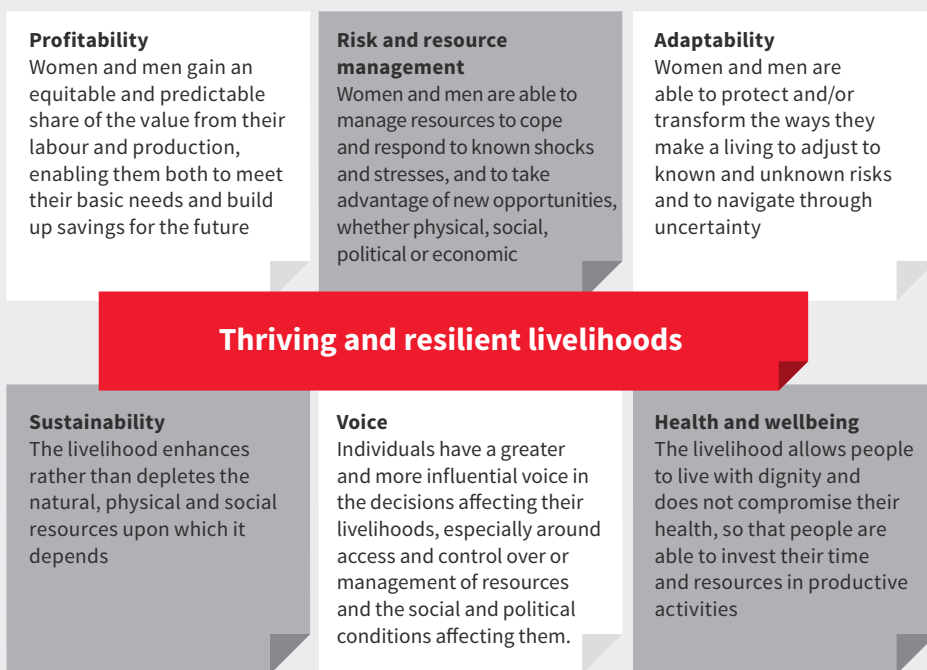 Profitability
Women and men gain an
equitable and predictable
share of the value from their
labour and production,
enabling them both to meet
their basic needs and build
up savings for the future
Risk and resource
management
Women and men are able to
manage resources to cope
and respond to known shocks
and stresses, and to take
advantage of new opportunities,
whether physical, social,
political or economic
Adaptability
Women and men are
able to protect and/or
transform the ways they
make a living to adjust to
known and unknown risks
and to navigate through
uncertainty
Thriving and resilient livelihoods
Sustainability
The livelihood enhances
rather than depletes the
natural, physical and social
resources upon which it
depends
Voice
Individuals have a greater
and more influential voice in
the decisions affecting their
livelihoods, especially around
access and control over or
management of resources
and the social and political
conditions affecting them.
Health and wellbeing
The livelihood allows people
to live with dignity and
does not compromise their
health, so that people are
able to invest their time
and resources in productive
activities